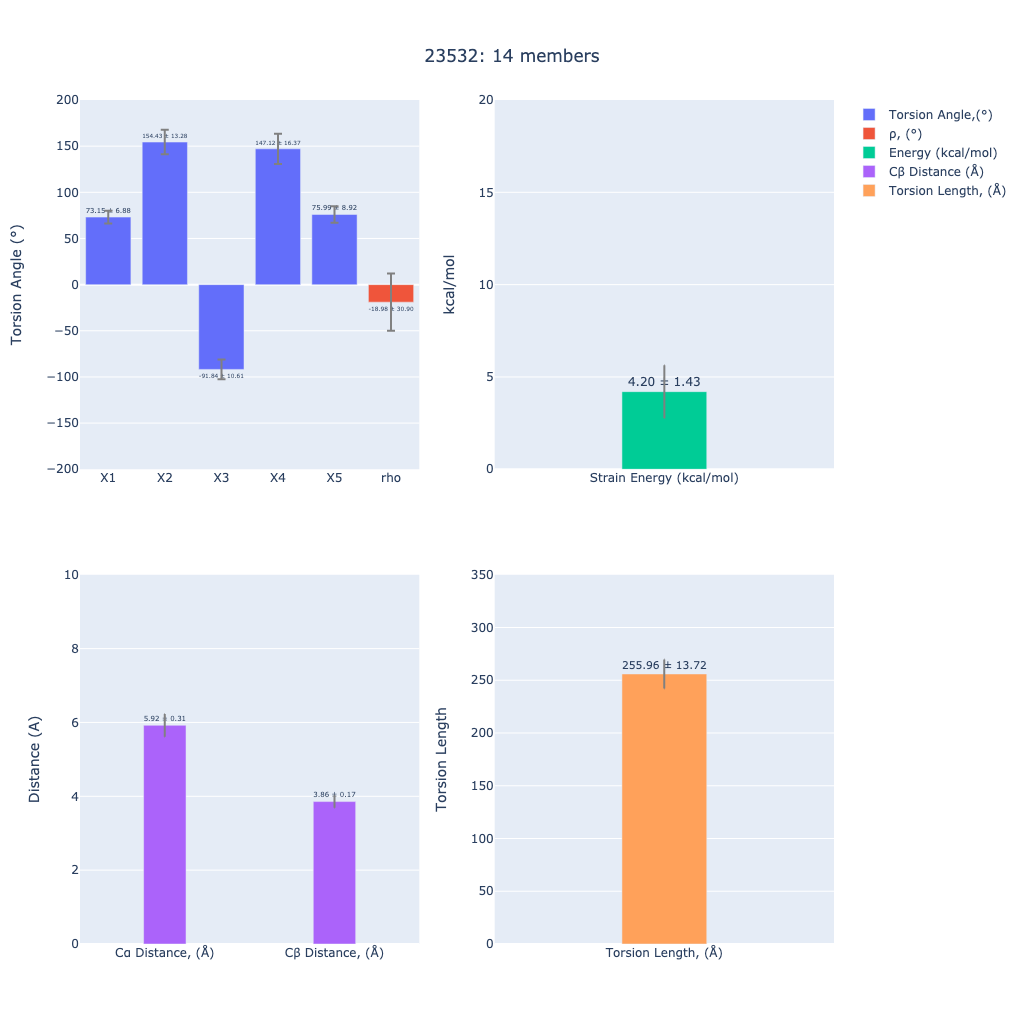 23532: 14 members
Torsion Angle (°)
200
150
100
50
0
−50
−100
−150
−200
73.15 ± 6.88
154.43 ± 13.28
-91.84 ± 10.61
147.12 ± 16.37
75.99 ± 8.92
-18.98 ± 30.90
X1 X2 X3 X4 X5 rho
kcal/mol
20
15
10
5
0
4.20 ± 1.43
Strain Energy (kcal/mol)
Torsion Angle,(°)
ρ, (°)
Energy (kcal/mol)
Cβ Distance (Å)
Torsion Length, (Å)
Distance (A)
10
8
6
4
2
0
5.92 ± 0.31
3.86 ± 0.17
Cα Distance, (Å) Cβ Distance, (Å)
Torsion Length
350
300
250
200
150
100
50
0
255.96 ± 13.72
Torsion Length, (Å)